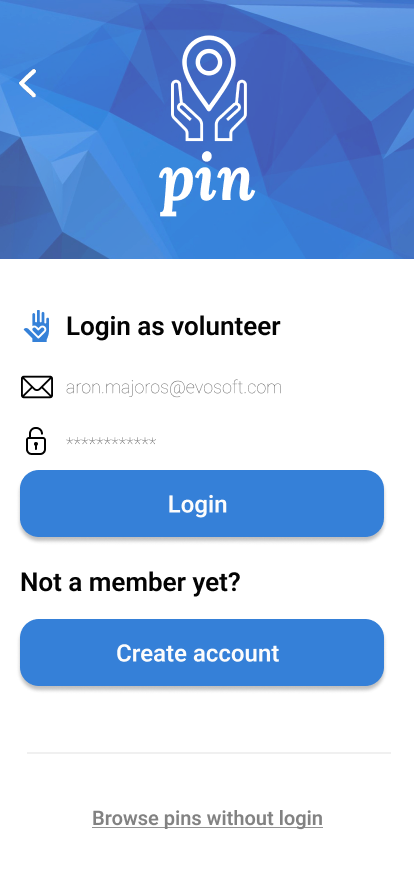 pin
Login as volunteer
aron.majoros@evosoft.com
************
Login
Not a member yet?
Create account
Browse pins without login